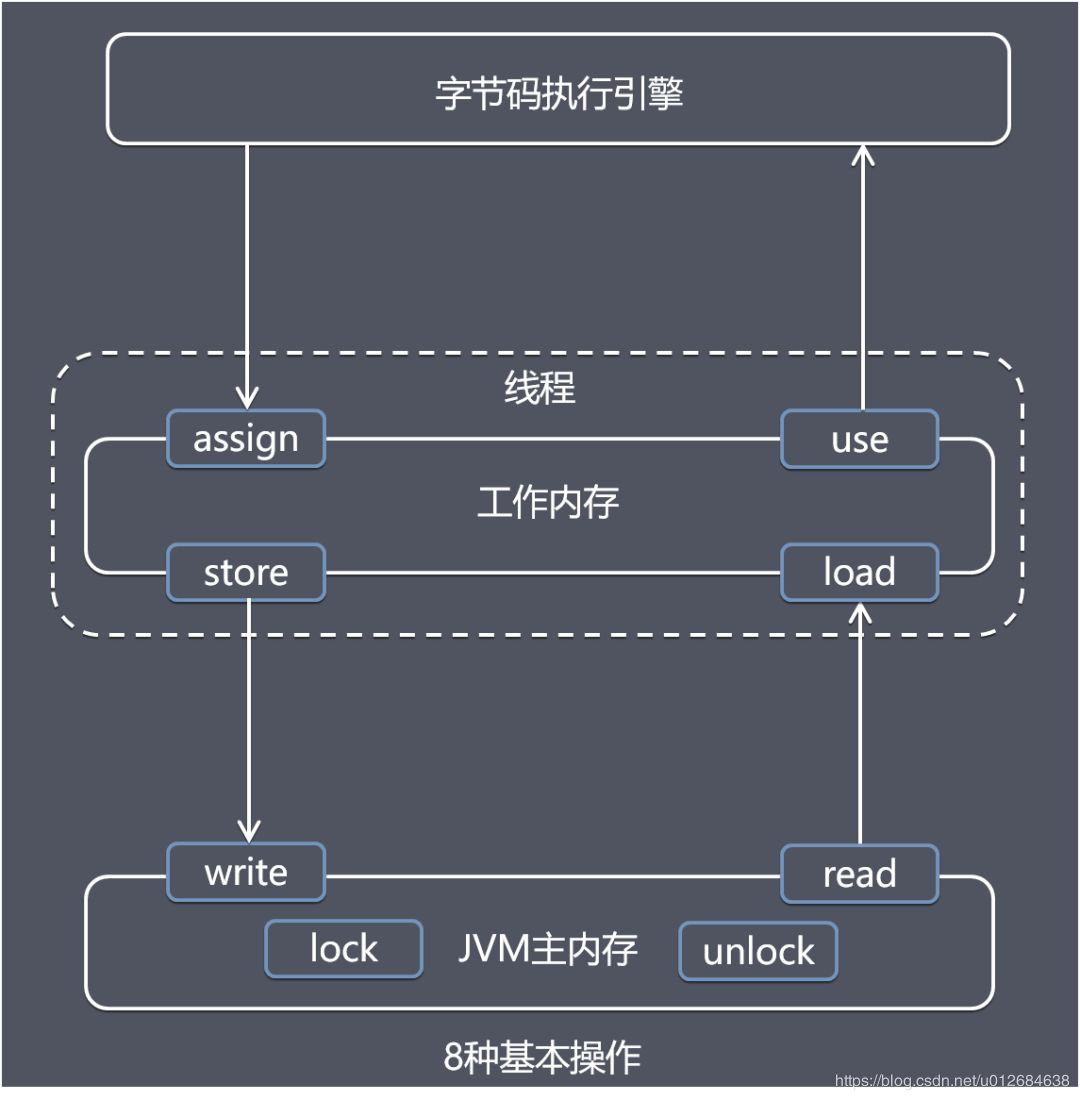 字节码执行引擎
线程
assign
use
工作内存
store
load
write
read
lock
JVM主内存
unlock
8种基本操作
https://blog.csdn.net/u012684638